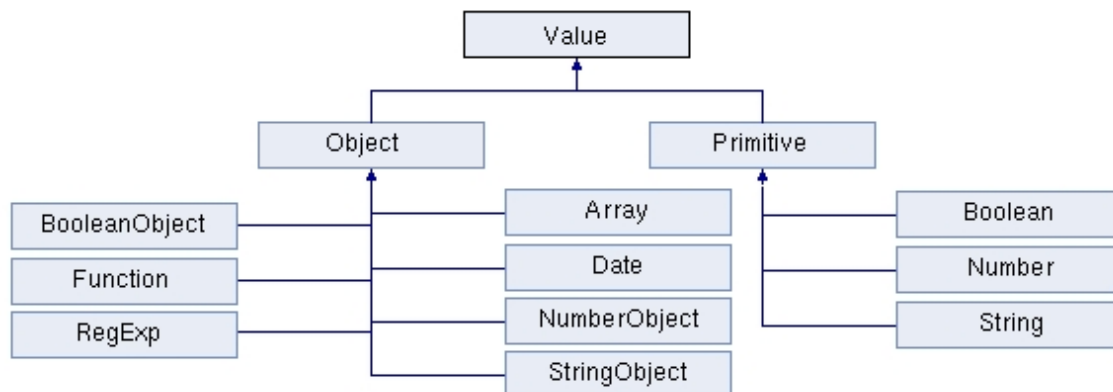 Value
Object
Primitive
BooleanObject
Array
Boolean
Function
Date
Number
RegExp
NumberObject
String
StringObject